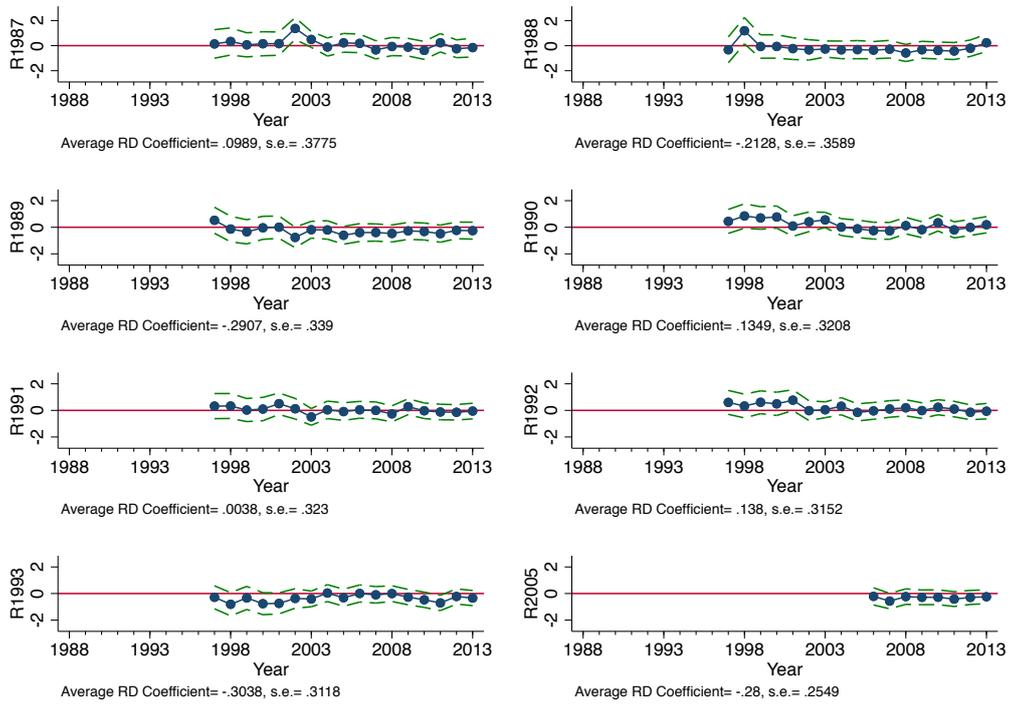 R1987
2
0
-2
1988 1993 1998 2003 2008 2013
Year
Average RD Coefficient= .0989, s.e.= .3775
R1988
2
0
-2
1988 1993 1998 2003 2008 2013
Year
Average RD Coefficient= -.2128, s.e.= .3589
R1989
2
0
-2
1988 1993 1998 2003 2008 2013
Year
Average RD Coefficient= -.2907, s.e.= .339
R1990
2
0
-2
1988 1993 1998 2003 2008 2013
Year
Average RD Coefficient= .1349, s.e.= .3208
R1991
2
0
-2
1988 1993 1998 2003 2008 2013
Year
Average RD Coefficient= .0038, s.e.= .323
R1992
2
0
-2
1988 1993 1998 2003 2008 2013
Year
Average RD Coefficient= .138, s.e.= .3152
R1993
2
0
-2
1988 1993 1998 2003 2008 2013
Year
Average RD Coefficient= -.3038, s.e.= .3118
R2005
2
0
-2
1988 1993 1998 2003 2008 2013
Year
Average RD Coefficient= -.28, s.e.= .2549